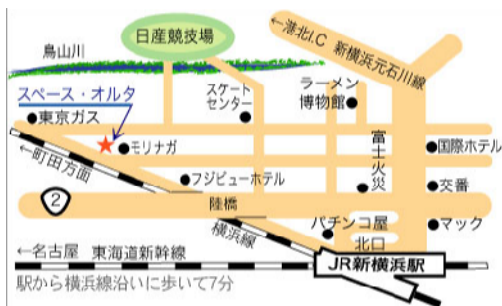 ←港北I.C 新横浜元石川線
日産競技場
鳥山川
スペース・オルタ
スケート
センター
ラーメン
博物館
東京ガス
モリナガ
←町田方面
富士火災
国際ホテル
フジビューホテル
交番
2
陸橋
横浜線
パチンコ屋
マック
北口
←名古屋 東海道新幹線
JR新横浜駅
駅から横浜線沿いに歩いて7分